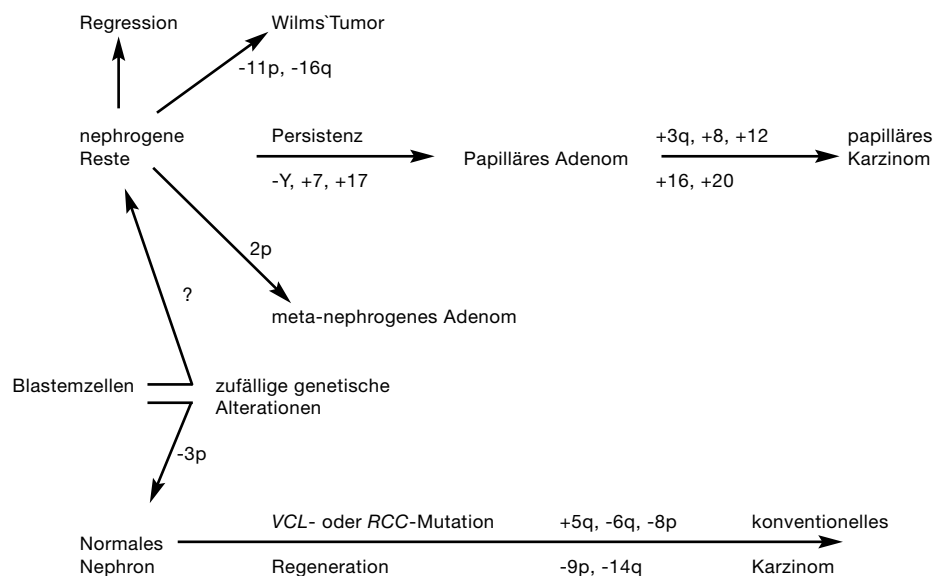 Regression
Wilms`Tumor
-11p, -16q
nephrogene
Reste
Persistenz
-Y, +7, +17
Papilläres Adenom
+3q, +8, +12
+16, +20
papilläres
Karzinom
2p
?
meta-nephrogenes Adenom
Blastemzellen
zufällige genetische
Alterationen
-3p
Normales
Nephron
VCL- oder RCC-Mutation
Regeneration
+5q, -6q, -8p
-9p, -14q
konventionelles
Karzinom